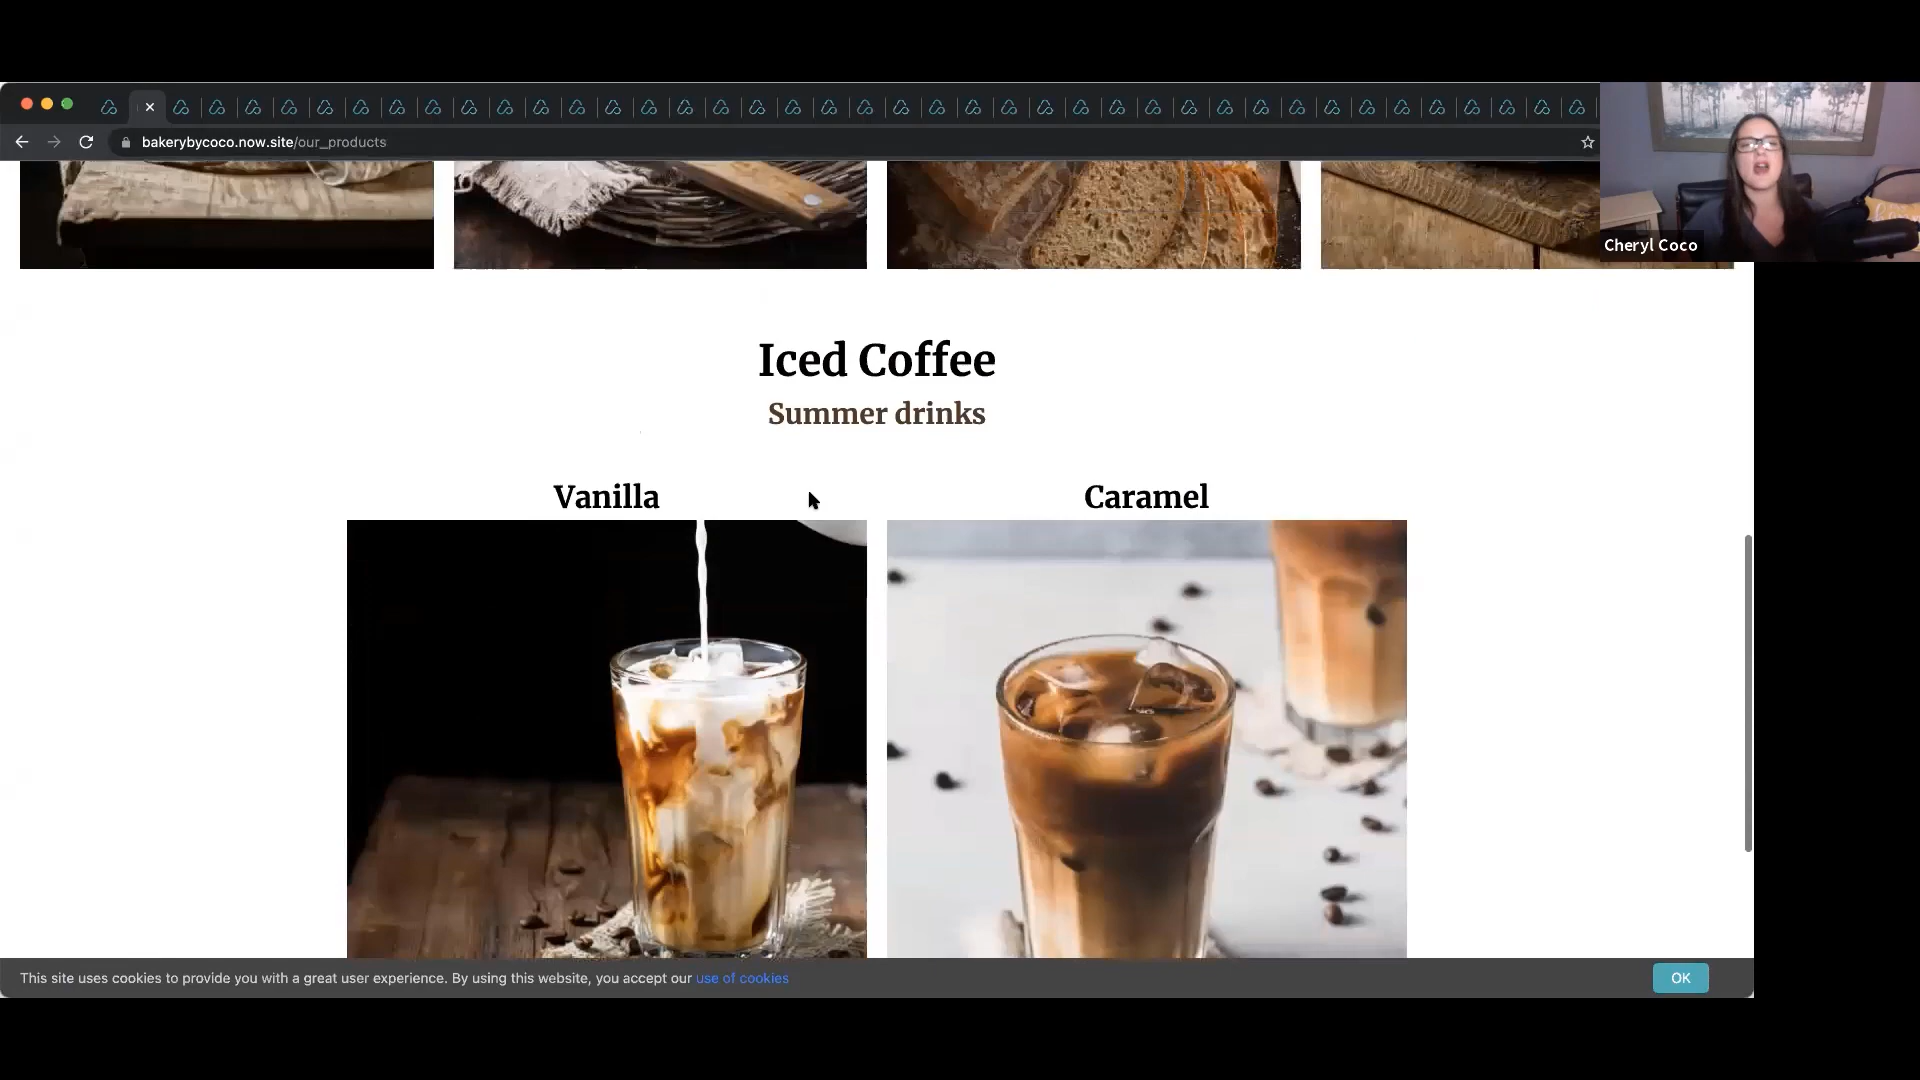 bakerybycoco.now.site/our_products
Cheryl Coco
Iced Coffee
Summer drinks
Vanilla
Caramel
This site uses cookies to provide you with a great user experience. By using this website, you accept our use of cookies
OK